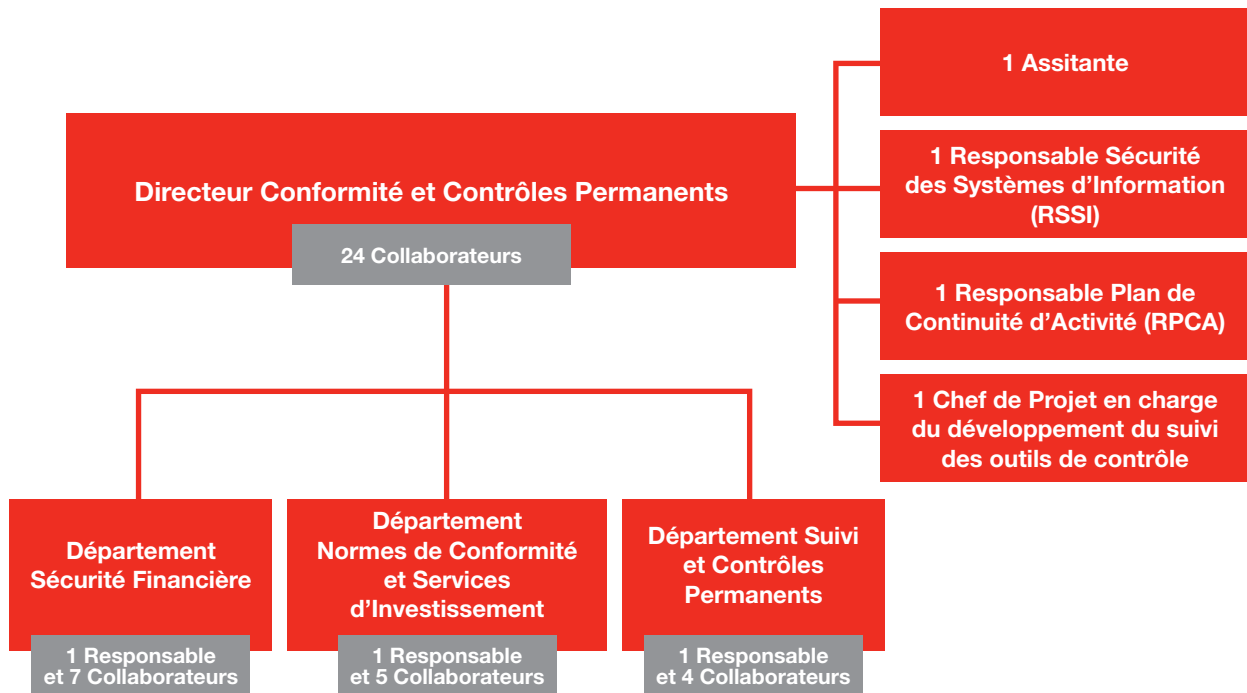 Directeur Conformité et Contrôles Permanents
24 Collaborateurs
1 Assitante
1 Responsable Sécurité
des Systèmes d'Information
(RSSI)
1 Responsable Plan de
Continuité d'Activité (RPCA)
1 Chef de Projet en charge
du développement du suivi
des outils de contrôle
Département
Sécurité Financière
1 Responsable
et 7 Collaborateurs
Département
Normes de Conformité
et Services
d'Investissement
1 Responsable
et 5 Collaborateurs
Département Suivi
et Contrôles
Permanents
1 Responsable
et 4 Collaborateurs